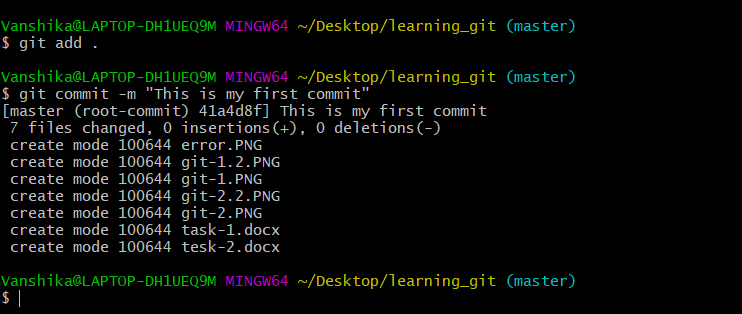 Vanshika@LAPTOP-DH1UEQ9M MINGW64 ~/Desktop/learning_git (master)
$ git add .
Vanshika@LAPTOP-DH1UEQ9M MINGW64 ~/Desktop/learning_git (master)
$ git commit -m "This is my first commit"
[master (root-commit) 41a4d8f] This is my first commit
 7 files changed, 0 insertions(+), 0 deletions(-)
 create mode 100644 error.PNG
 create mode 100644 git-1.2.PNG
 create mode 100644 git-1.PNG
 create mode 100644 git-2.2.PNG
 create mode 100644 git-2.PNG
 create mode 100644 task-1.docx
 create mode 100644 tesk-2.docx
Vanshika@LAPTOP-DH1UEQ9M MINGW64 ~/Desktop/learning_git (master)
$